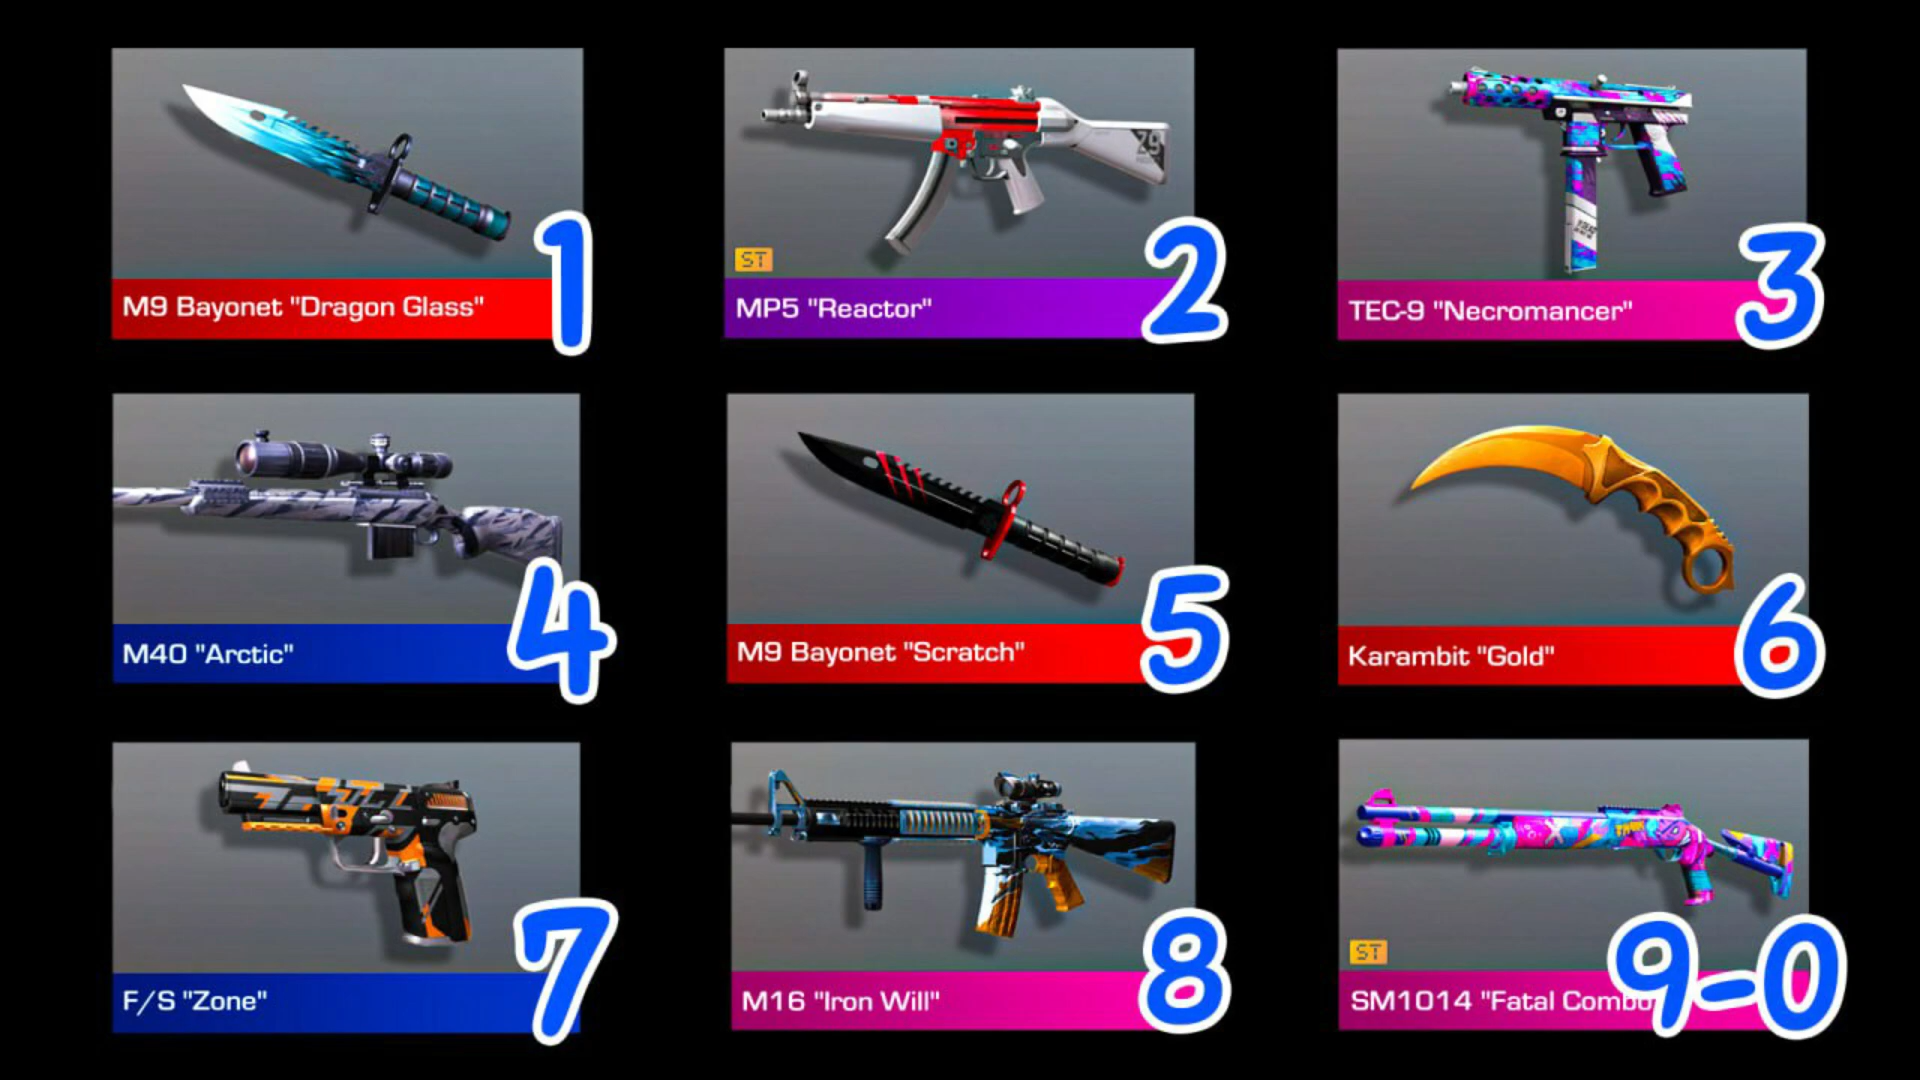 M9 Bayonet "Dragon Glass"
1
Z9
ST
MP5 "Reactor"
2
TEC-9 "Necromancer"
3
M40 "Arctic"
4
M9 Bayonet "Scratch"
5
Karambit "Gold"
6
F/S "Zone"
7
M16 "Iron Will"
8
ST
SM1014 "Fatal Combo
9-0